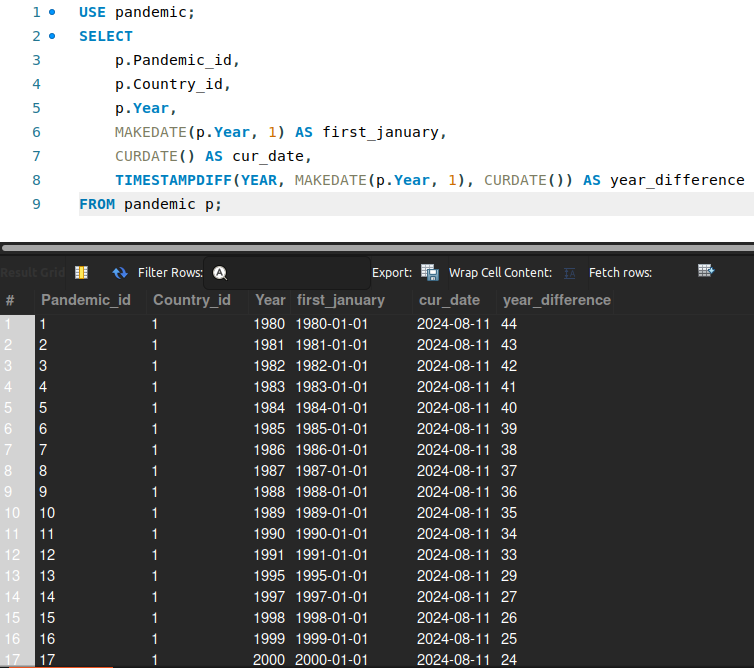 1 USE pandemic;
2 SELECT
3 p.Pandemic_id,
4 p.Country_id,
5 p.Year,
6 MAKEDATE(p.Year, 1) AS first_january,
7 CURDATE() AS cur_date,
8 TIMESTAMPDIFF(YEAR, MAKEDATE(p.Year, 1), CURDATE()) AS year_difference
9 FROM pandemic p;
Result Grid Filter Rows: A Export: Wrap Cell Content: IA Fetch rows:
# Pandemic_id Country_id Year first_january cur_date year_difference
1 1 1 1980 1980-01-01 2024-08-11 44
2 2 1 1981 1981-01-01 2024-08-11 43
3 3 1 1982 1982-01-01 2024-08-11 42
4 4 1 1983 1983-01-01 2024-08-11 41
5 5 1 1984 1984-01-01 2024-08-11 40
6 6 1 1985 1985-01-01 2024-08-11 39
7 7 1 1986 1986-01-01 2024-08-11 38
8 8 1 1987 1987-01-01 2024-08-11 37
9 9 1 1988 1988-01-01 2024-08-11 36
10 10 1 1989 1989-01-01 2024-08-11 35
11 11 1 1990 1990-01-01 2024-08-11 34
12 12 1 1991 1991-01-01 2024-08-11 33
13 13 1 1995 1995-01-01 2024-08-11 29
14 14 1 1997 1997-01-01 2024-08-11 27
15 15 1 1998 1998-01-01 2024-08-11 26
16 16 1 1999 1999-01-01 2024-08-11 25
17 17 1 2000 2000-01-01 2024-08-11 24